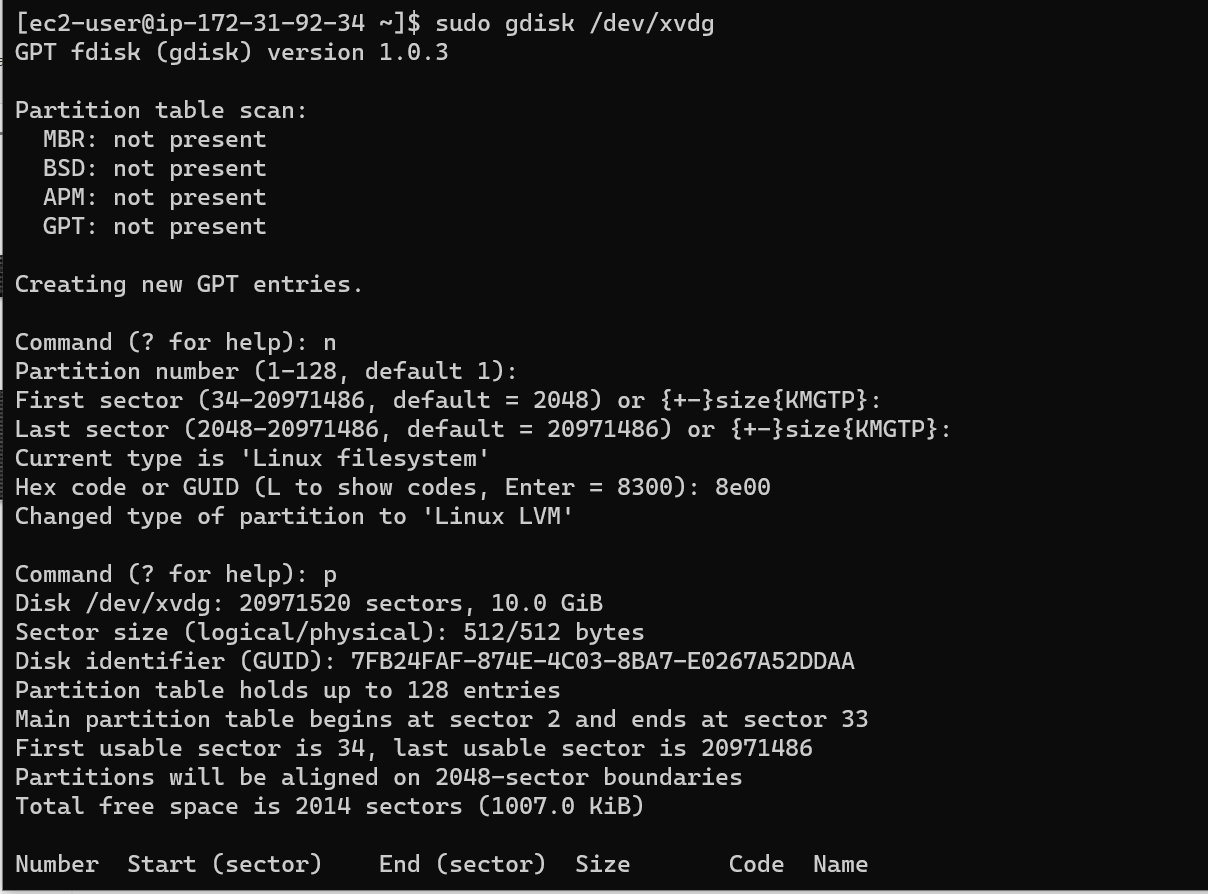 [ec2-user@ip-172-31-92-34 ~]$ sudo gdisk /dev/xvdg
GPT fdisk (gdisk) version 1.0.3

Partition table scan:
  MBR: not present
  BSD: not present
  APM: not present
  GPT: not present

Creating new GPT entries.

Command (? for help): n
Partition number (1-128, default 1):
First sector (34-20971486, default = 2048) or {+-}size{KMGTP}:
Last sector (2048-20971486, default = 20971486) or {+-}size{KMGTP}:
Current type is 'Linux filesystem'
Hex code or GUID (L to show codes, Enter = 8300): 8e00
Changed type of partition to 'Linux LVM'

Command (? for help): p
Disk /dev/xvdg: 20971520 sectors, 10.0 GiB
Sector size (logical/physical): 512/512 bytes
Disk identifier (GUID): 7FB24FAF-874E-4C03-8BA7-E0267A52DDAA
Partition table holds up to 128 entries
Main partition table begins at sector 2 and ends at sector 33
First usable sector is 34, last usable sector is 20971486
Partitions will be aligned on 2048-sector boundaries
Total free space is 2014 sectors (1007.0 KiB)

Number  Start (sector)    End (sector)  Size       Code  Name